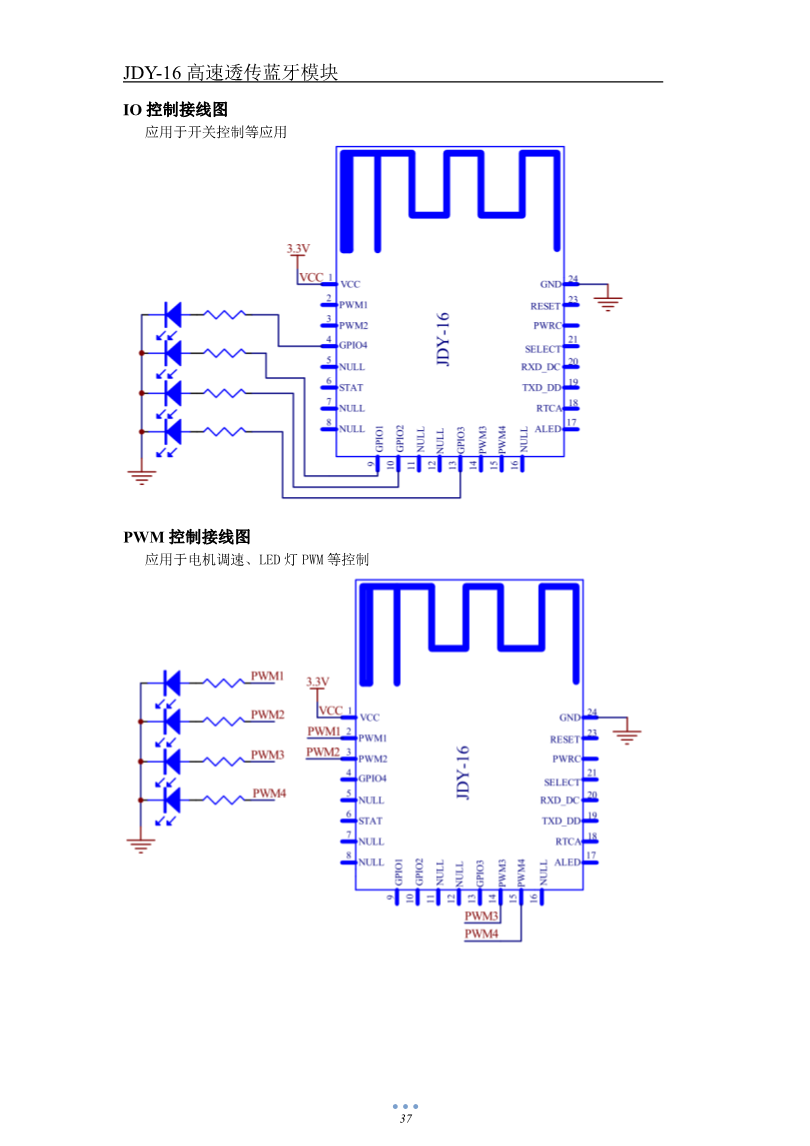 JDY-16 高速透传蓝牙模块
IO 控制接线图
应用于开关控制等应用
3.3V
VCC
1 VCC
2 PWM1
3 PWM2
4 GPIO4
5 NULL
6 STAT
7 NULL
8 NULL
JDY-16
GND 24
RESET 23
PWRC
SELECT 21
RXD_DC 20
TXD_DD 19
RTCA 18
ALED 17
9 GPIO1
10 GPIO2
11 NULL
12 NULL
13 GPIO3
14 PWM3
15 PWM4
16 NULL
PWM 控制接线图
应用于电机调速、LED 灯 PWM 等控制
PWM1
PWM2
PWM3
PWM4
3.3V
VCC
1 VCC
PWM1 2 PWM1
PWM2 3 PWM2
4 GPIO4
5 NULL
6 STAT
7 NULL
8 NULL
JDY-16
GND 24
RESET 23
PWRC
SELECT 21
RXD_DC 20
TXD_DD 19
RTCA 18
ALED 17
9 GPIO1
10 GPIO2
11 NULL
12 NULL
13 GPIO3
14 PWM3
15 PWM4
16 NULL
PWM3
PWM4
37